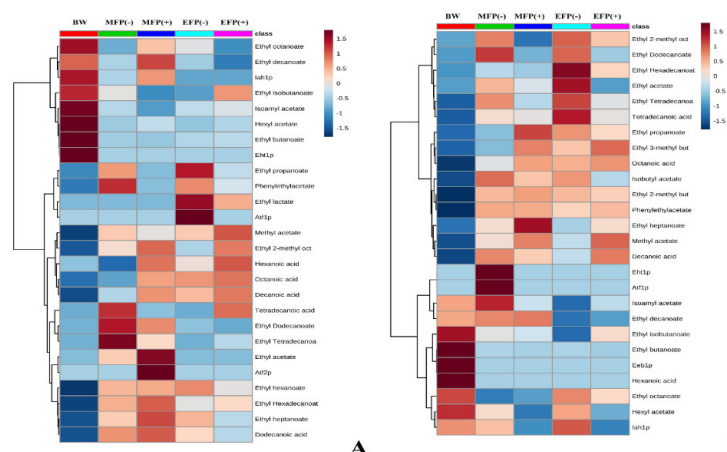 BW MFP(-) MFP(+) EFP(-) EFP(+)
class
Ethyl octanoate
Ethyl decanoate
Iah1p
Ethyl isobutanoate
Isoamyl acetate
Hexyl acetate
Ethyl butanoate
Eht1p
Ethyl propanoate
Phenylethylacetate
Ethyl lactate
Atf1p
Methyl acetate
Ethyl 2-methyl oct
Hexanoic acid
Octanoic acid
Decanoic acid
Tetradecanoic acid
Ethyl Dodecanoate
Ethyl Tetradecanoa
Ethyl acetate
Atf2p
Ethyl hexanoate
Ethyl Hexadecanoat
Ethyl heptanoate
Dodecanoic acid
1.5
1
0.5
0
-0.5
-1
-1.5
A
BW MFP(-) MFP(+) EFP(-) EFP(+)
class
Ethyl 2-methyl oct
Ethyl Dodecanoate
Ethyl Hexadecanoat
Ethyl acetate
Ethyl Tetradecanoa
Tetradecanoic acid
Ethyl propanoate
Ethyl 3-methyl but
Octanoic acid
Isobutyl acetate
Ethyl 2-methyl but
Phenylethylacetate
Ethyl heptanoate
Methyl acetate
Decanoic acid
Eht1p
Atf1p
Isoamyl acetate
Ethyl decanoate
Ethyl isobutanoate
Ethyl butanoate
Eeb1p
Hexanoic acid
Ethyl octanoate
Hexyl acetate
Iah1p
1.5
1
0.5
0
-0.5
-1
-1.5